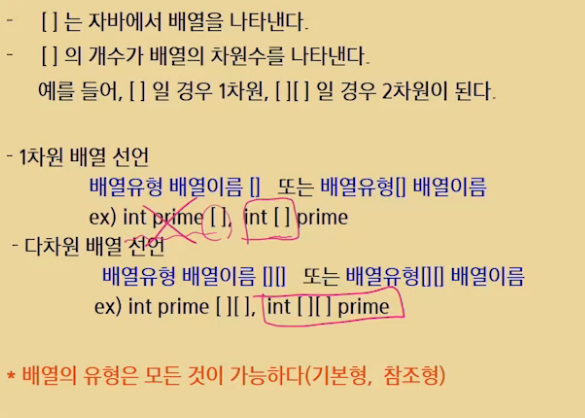 - [ ] 는 자바에서 배열을 나타낸다.
- [ ] 의 개수가 배열의 차원수를 나타낸다.
예를 들어, [ ] 일 경우 1차원, [ ][ ] 일 경우 2차원이 된다.
- 1차원 배열 선언
배열유형 배열이름 [] 또는 배열유형[] 배열이름
ex) int prime [ ], int [ ] prime
- 다차원 배열 선언
배열유형 배열이름 [][] 또는 배열유형[][] 배열이름
ex) int prime [ ][ ], int [ ][ ] prime
* 배열의 유형은 모든 것이 가능하다(기본형, 참조형)